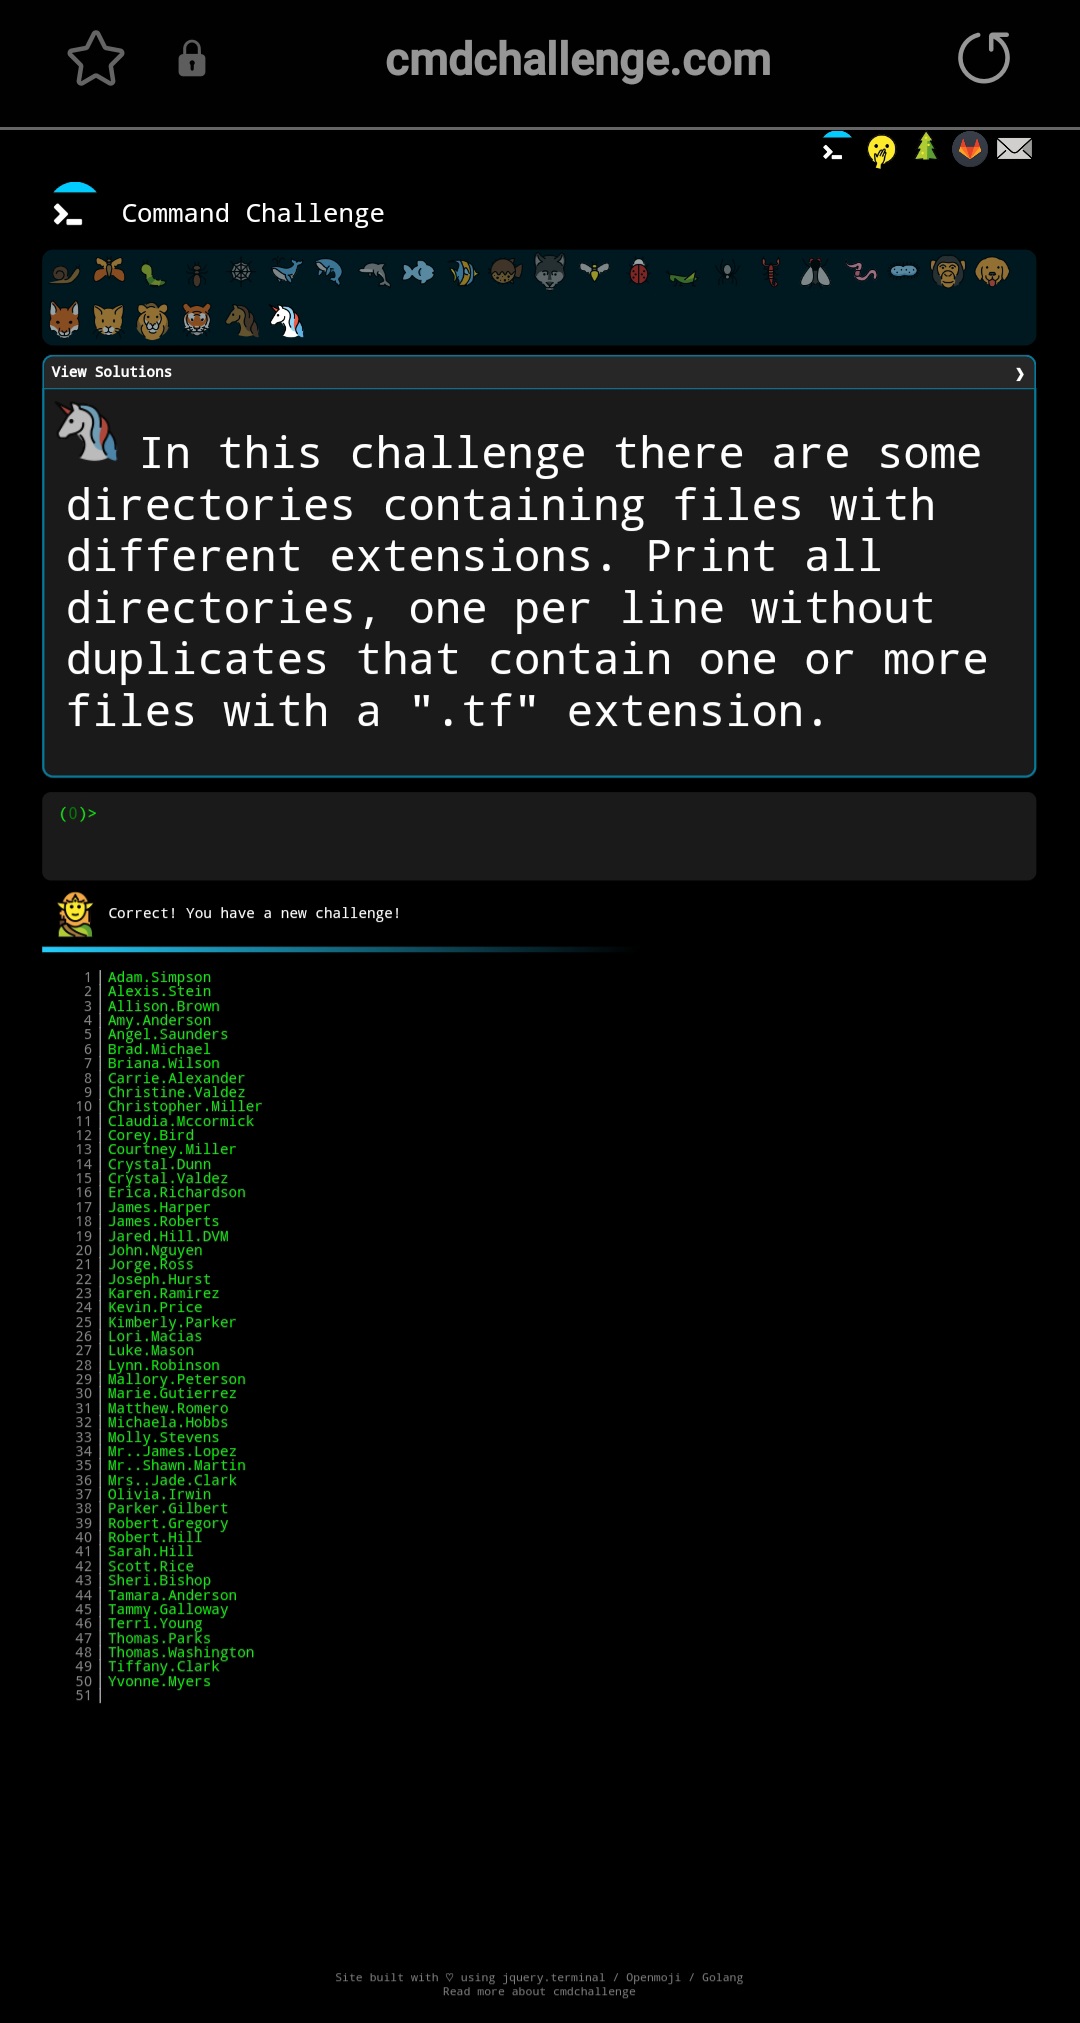 cmdchallenge.com
Command Challenge
View Solutions ❯
In this challenge there are some
directories containing files with
different extensions. Print all
directories, one per line without
duplicates that contain one or more
files with a ".tf" extension.
(0)>
Correct! You have a new challenge!
1 Adam.Simpson
2 Alexis.Stein
3 Allison.Brown
4 Amy.Anderson
5 Angel.Saunders
6 Brad.Michael
7 Briana.Wilson
8 Carrie.Alexander
9 Christine.Valdez
10 Christopher.Miller
11 Claudia.Mccormick
12 Corey.Bird
13 Courtney.Miller
14 Crystal.Dunn
15 Crystal.Valdez
16 Erica.Richardson
17 James.Harper
18 James.Roberts
19 Jared.Hill.DVM
20 John.Nguyen
21 Jorge.Ross
22 Joseph.Hurst
23 Karen.Ramirez
24 Kevin.Price
25 Kimberly.Parker
26 Lori.Macias
27 Luke.Mason
28 Lynn.Robinson
29 Mallory.Peterson
30 Marie.Gutierrez
31 Matthew.Romero
32 Michaela.Hobbs
33 Molly.Stevens
34 Mr..James.Lopez
35 Mr..Shawn.Martin
36 Mrs..Jade.Clark
37 Olivia.Irwin
38 Parker.Gilbert
39 Robert.Gregory
40 Robert.Hill
41 Sarah.Hill
42 Scott.Rice
43 Sheri.Bishop
44 Tamara.Anderson
45 Tammy.Galloway
46 Terri.Young
47 Thomas.Parks
48 Thomas.Washington
49 Tiffany.Clark
50 Yvonne.Myers
51
Site built with ♡ using jquery.terminal / Openmoji / Golang
Read more about cmdchallenge